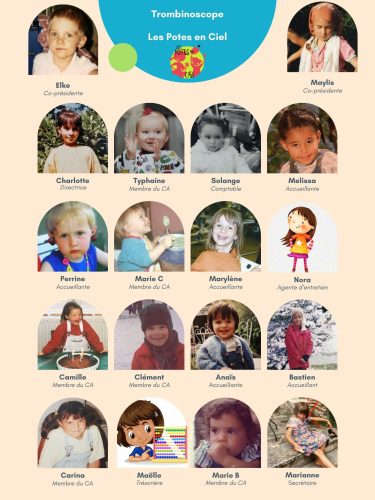 Trombinoscope
Les Potes en Ciel
Elke
Co-présidente
Maylis
Co-présidente
Charlotte
Directrice
Typhaine
Membre du CA
Solange
Comptable
Melissa
Accueillante
Perrine
Accueillante
Marie C
Membre du CA
Marylène
Accueillante
Nora
Agente d'entretien
Camille
Membre du CA
Clément
Membre du CA
Anaïs
Accueillante
Bastien
Accueillant
Carina
Membre du CA
Maëlle
Trésorière
Marie B
Membre du CA
Marianne
Secrétaire